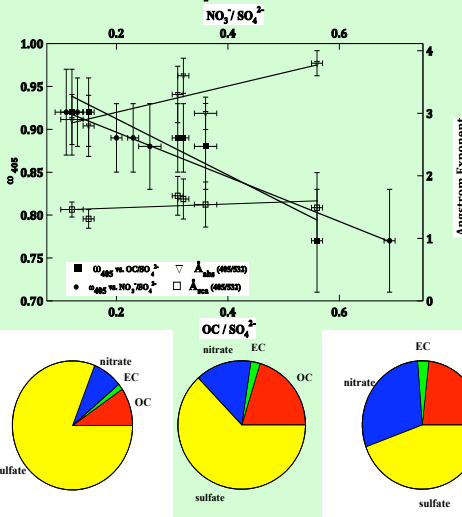 NO₃⁻/ SO₄²⁻
0.2 0.4 0.6
1.00 4
0.95
0.90 3
0.85
0.80 2
0.75 1
0.70 0
ω 405
Angstrom Exponent
ω405 vs. OC/SO₄²⁻
Åabs (405/532)
ω405 vs. NO₃⁻/SO₄²⁻
Åsca (405/532)
0.2 0.4 0.6
OC / SO₄²⁻
nitrate
EC
OC
sulfate
nitrate
EC
OC
sulfate
EC
nitrate
sulfate